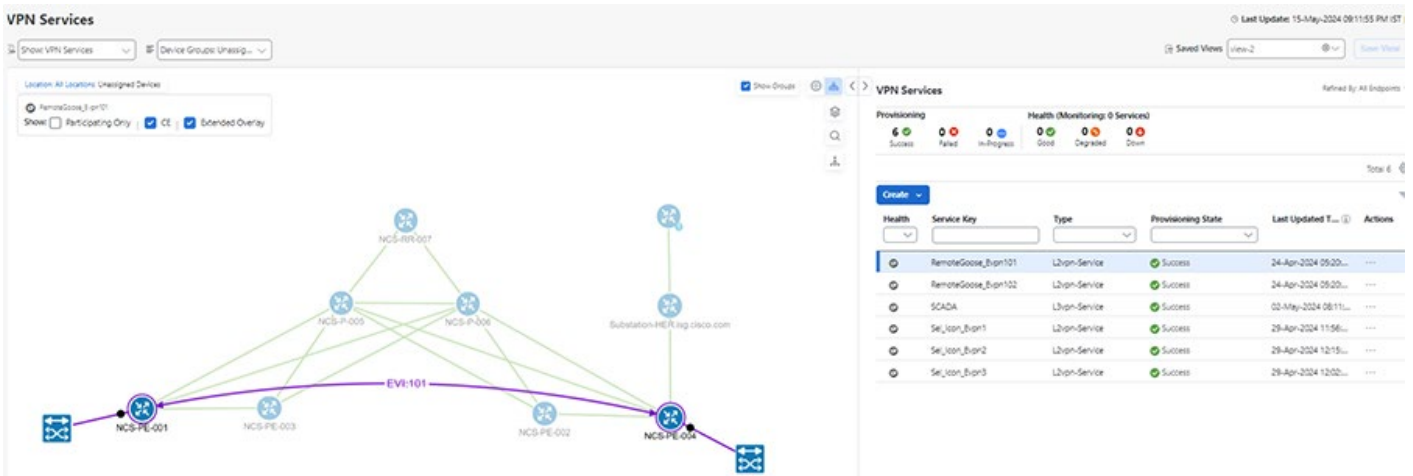 VPN Services
Last Update: 15-May-2024 09:11:55 PM IST
Show: VPN Services
Device Groups: Unassig...
Saved Views
view-2
Save View
Location: All Locations: Unassigned Devices
Show Groups
RemoteGoose_Evpn101
Show: Participating Only CE Extended Overlay
NCS-RR-007
NCS-P-005
NCS-P-006
Substation-HER.isg.cisco.com
EVI:101
NCS-PE-001
NCS-PE-003
NCS-PE-002
NCS-PE-004
VPN Services
Refined By: All Endpoints
Provisioning
Health (Monitoring: 0 Services)
6 0 0 0 0 0
Success Failed In-Progress Good Degraded Down
Total 6
Create
Health Service Key Type Provisioning State Last Updated T... Actions
RemoteGoose_Evpn101 L2vpn-Service Success 24-Apr-2024 05:20:... ...
RemoteGoose_Evpn102 L2vpn-Service Success 24-Apr-2024 05:20:... ...
SCADA L3vpn-Service Success 02-May-2024 08:11:... ...
Sel_Icon_Evpn1 L2vpn-Service Success 29-Apr-2024 11:56:... ...
Sel_Icon_Evpn2 L2vpn-Service Success 29-Apr-2024 12:15:... ...
Sel_Icon_Evpn3 L2vpn-Service Success 29-Apr-2024 12:02:... ...